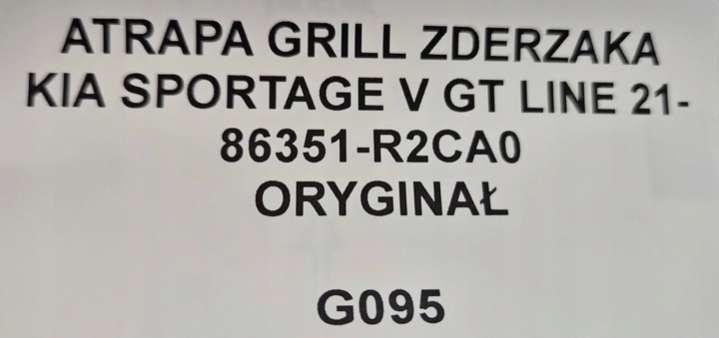 ATRAPA GRILL ZDERZAKA
KIA SPORTAGE V GT LINE 21-
86351-R2CA0
ORYGINAŁ
G095